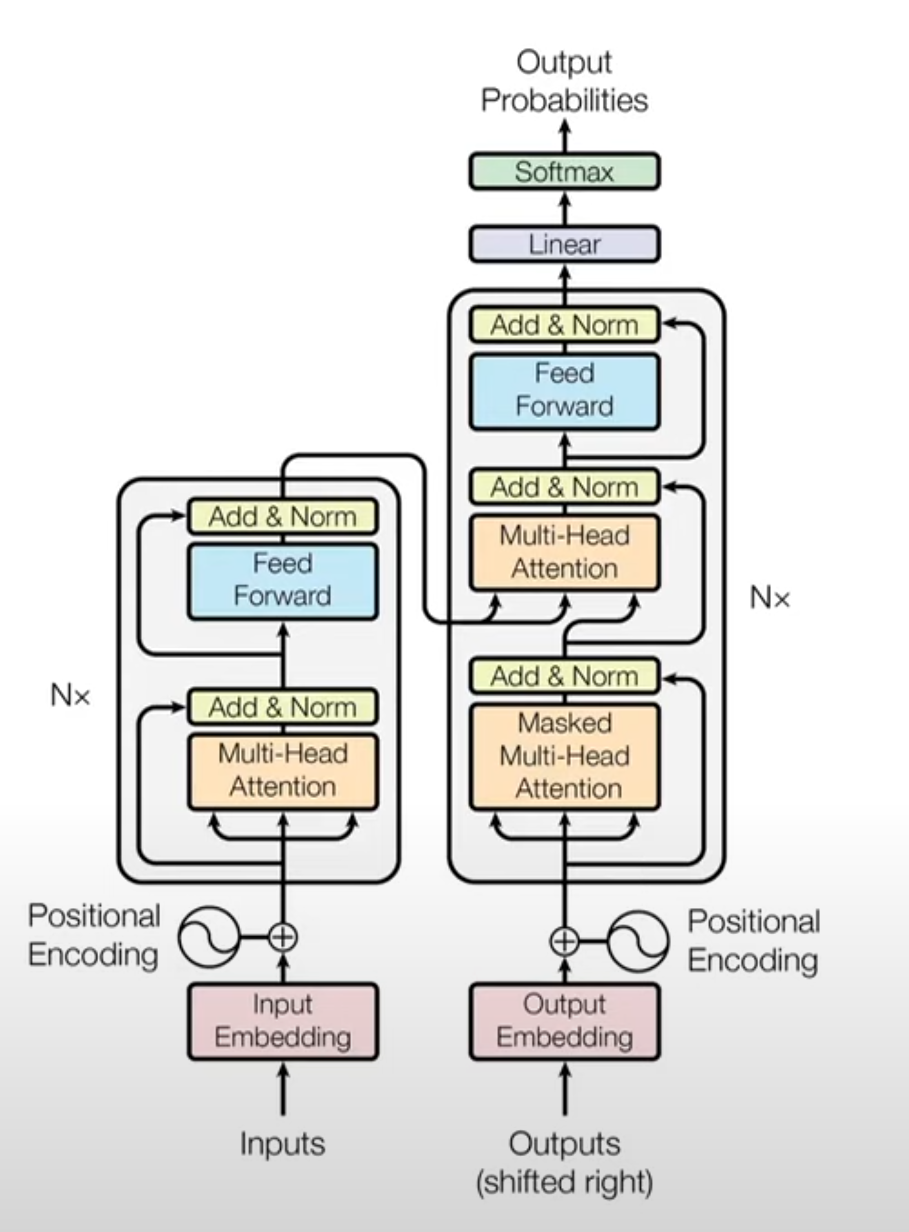 Output
Probabilities
Softmax
Linear
Add & Norm
Feed
Forward
Add & Norm
Multi-Head
Attention
Nx
Add & Norm
Masked
Multi-Head
Attention
Add & Norm
Feed
Forward
Nx
Add & Norm
Multi-Head
Attention
Positional
Encoding
Positional
Encoding
Input
Embedding
Output
Embedding
Inputs
Outputs
(shifted right)